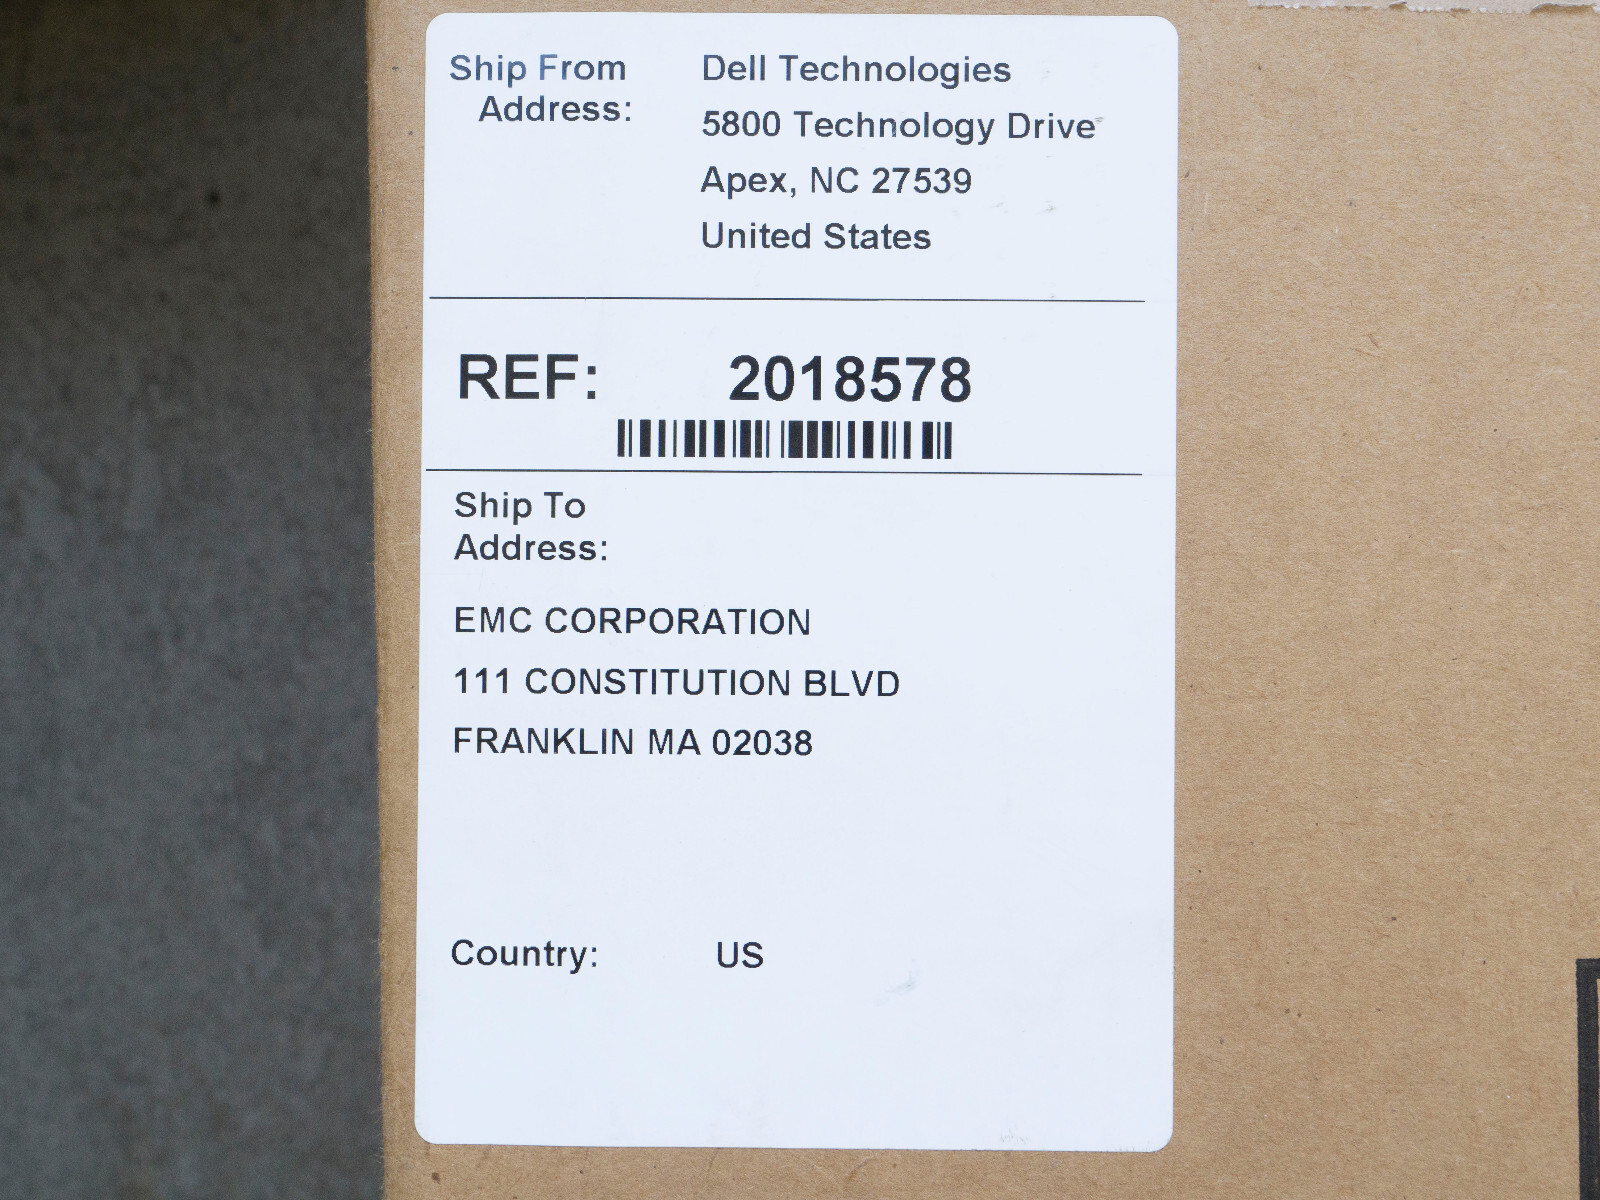 Ship From
Address:
Dell Technologies
5800 Technology Drive
Apex, NC 27539
United States
REF: 2018578
Ship To
Address:
EMC CORPORATION
111 CONSTITUTION BLVD
FRANKLIN MA 02038
Country: US